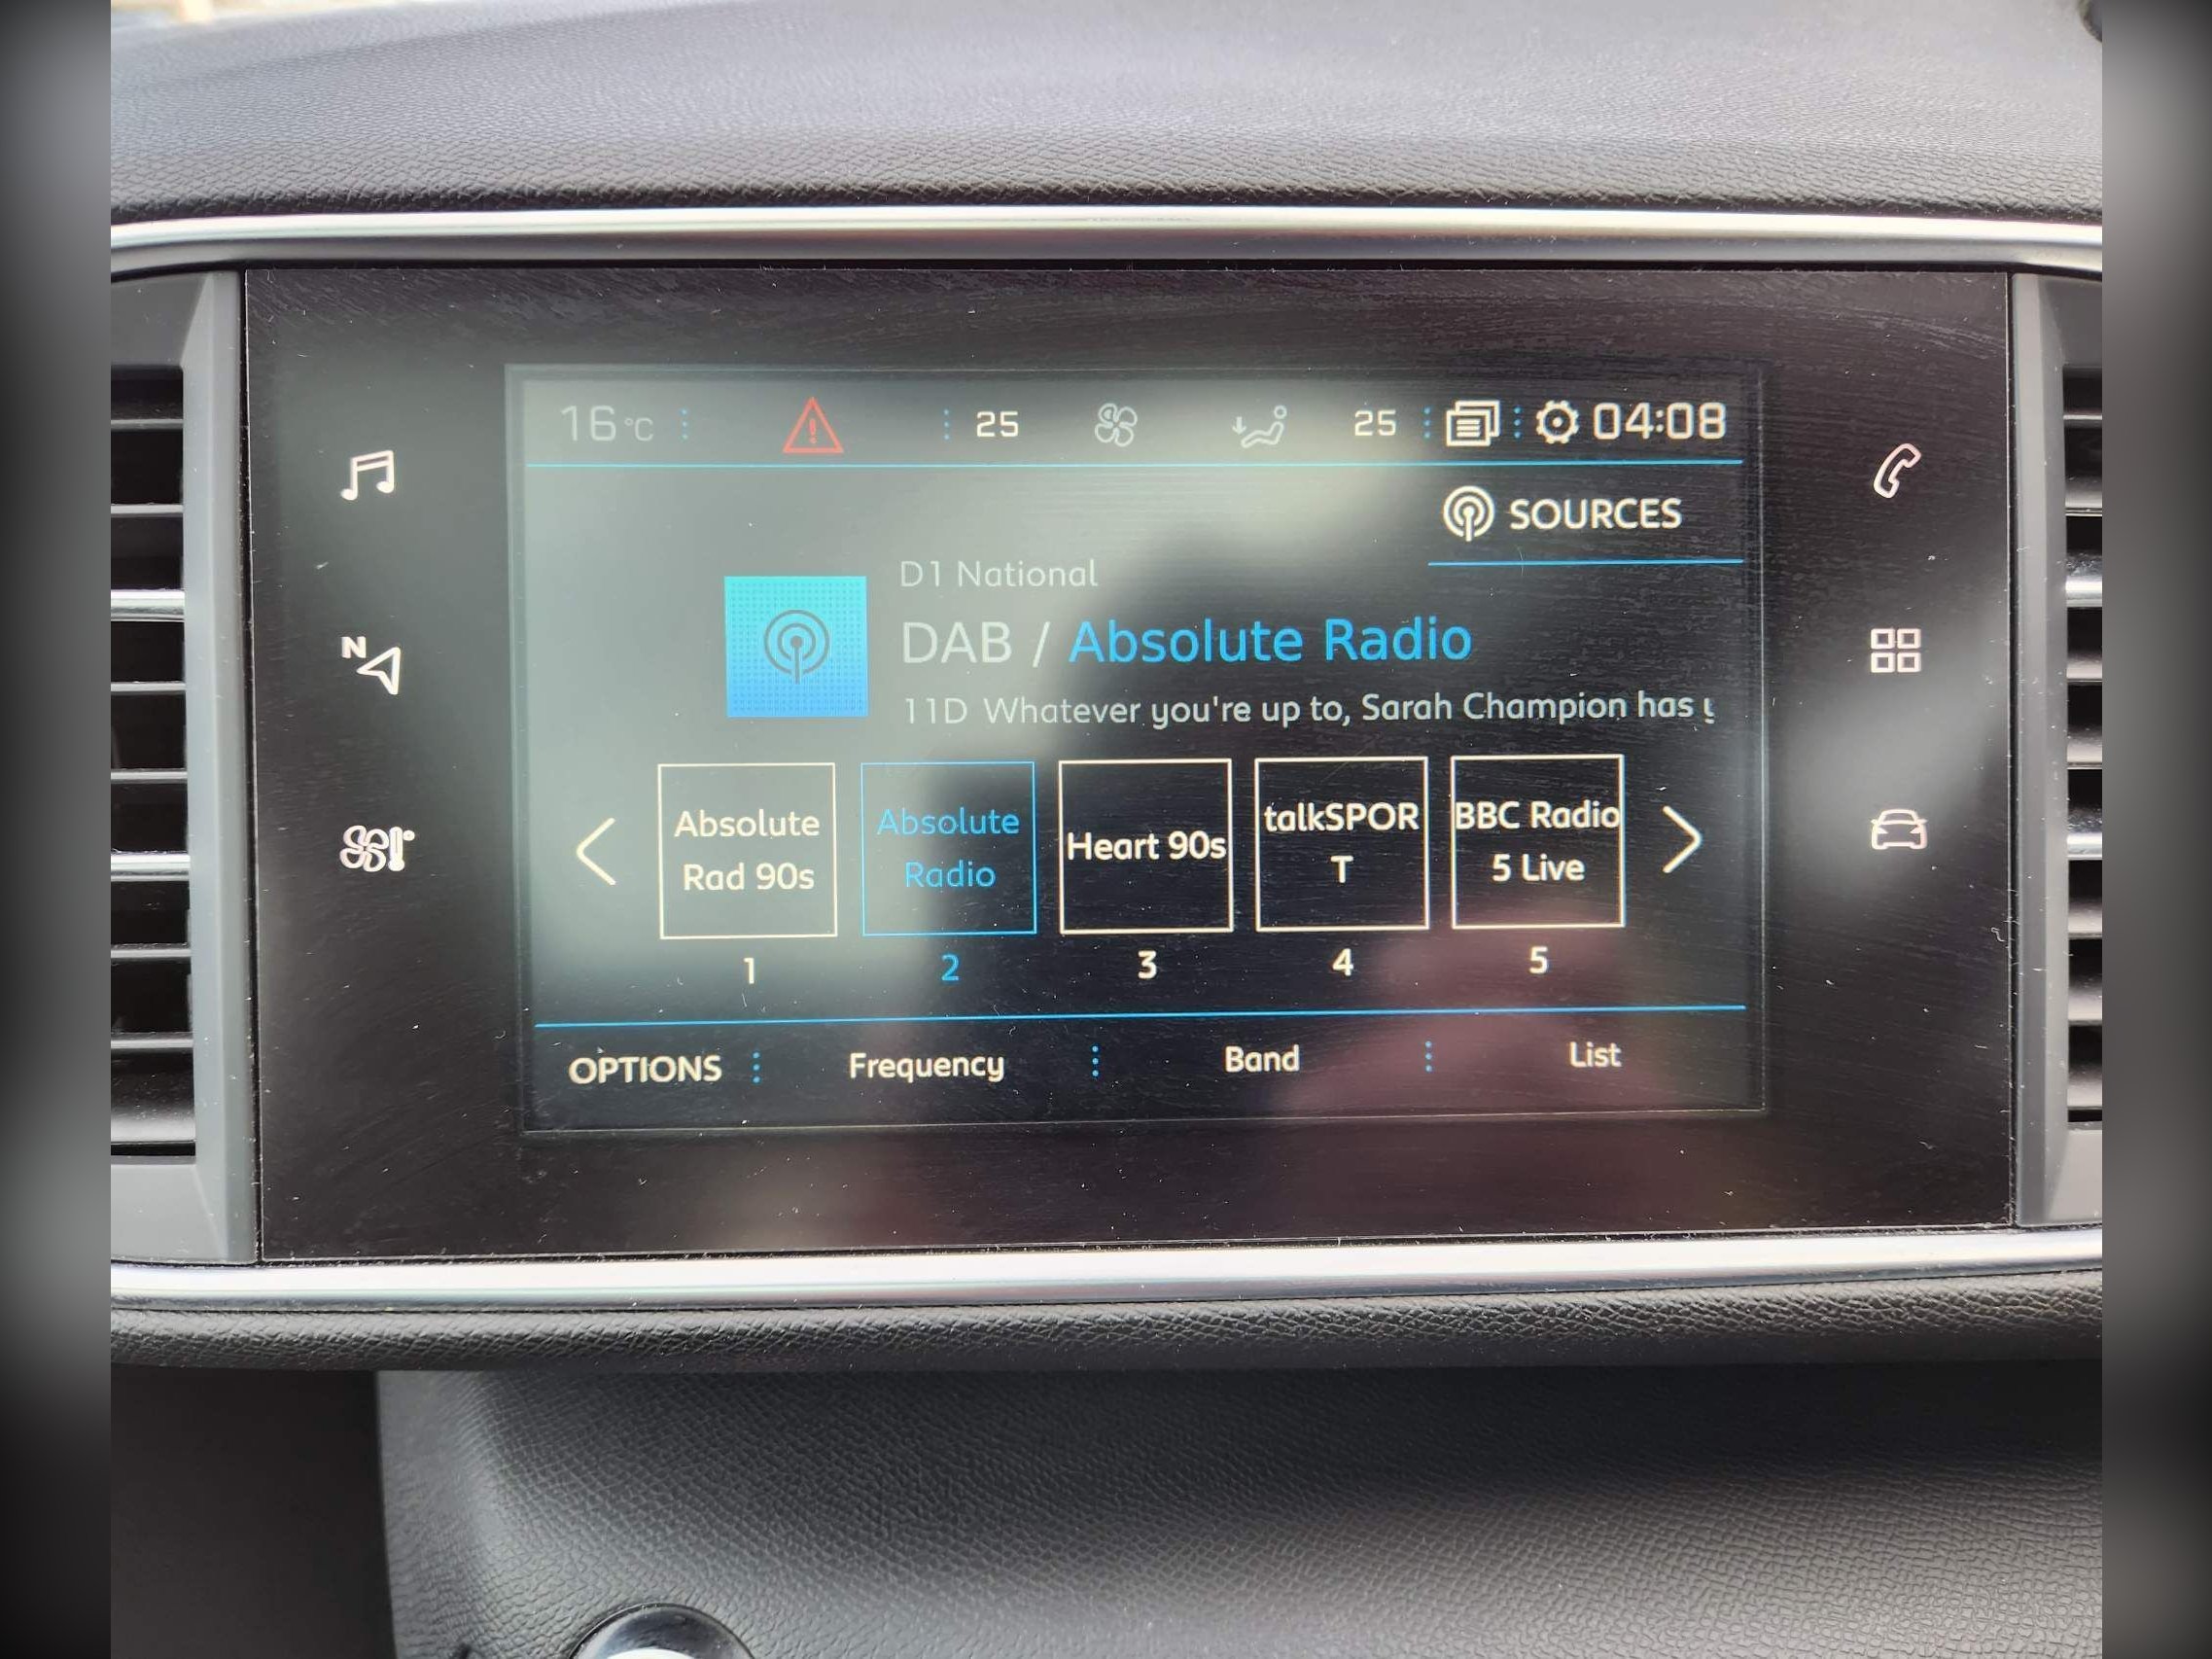 16 °C 25 25 04:08
SOURCES
D1 National
DAB / Absolute Radio
11D Whatever you're up to, Sarah Champion has
N
Absolute
Rad 90s
Absolute
Radio
Heart 90s
talkSPOR
T
BBC Radio
5 Live
1 2 3 4 5
OPTIONS Frequency Band List